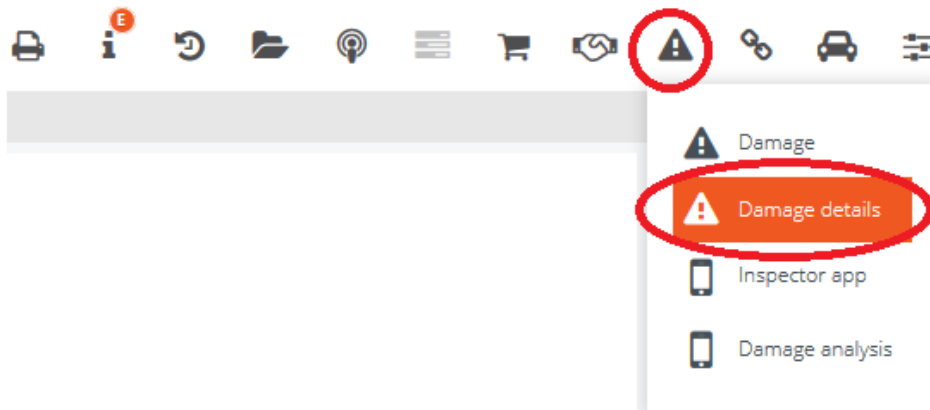 E
Damage
Damage details
Inspector app
Damage analysis